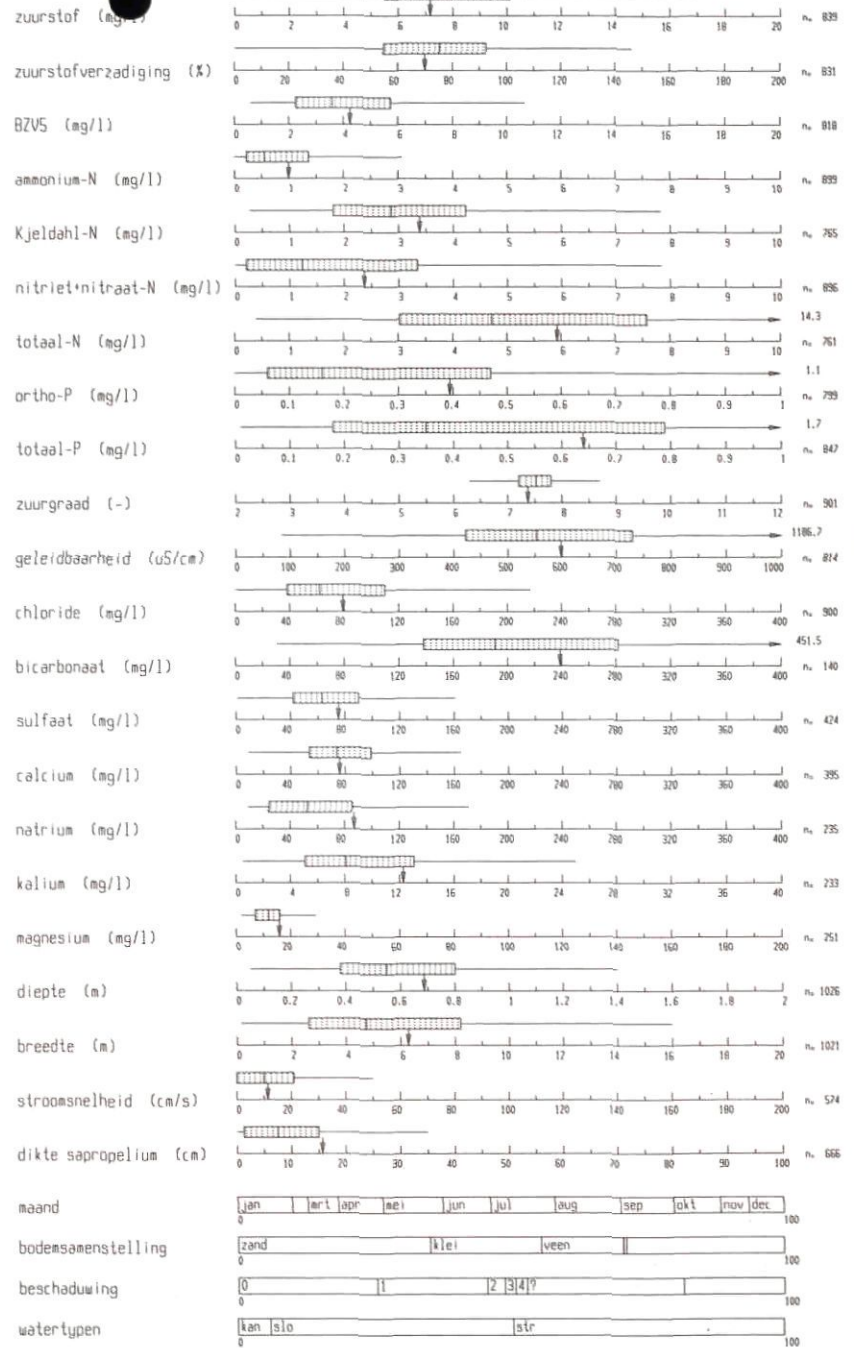 zuurstof (mg/l) 0 2 4 6 8 10 12 14 16 18 20 n= 839
zuurstofverzadiging (%) 0 20 40 60 80 100 120 140 160 180 200 n= 831
BZV5 (mg/l) 0 2 4 6 8 10 12 14 16 18 20 n= 818
ammonium-N (mg/l) 0 1 2 3 4 5 6 7 8 9 10 n= 899
Kjeldahl-N (mg/l) 0 1 2 3 4 5 6 7 8 10 n= 765
nitriet+nitraat-N (mg/l) 0 1 2 3 4 5 6 7 8 9 10 n= 896
14.3
totaal-N (mg/l) 0 1 2 3 4 5 6 7 8 9 10 n= 761
1.1
ortho-P (mg/l) 0 0.1 0.2 0.3 0.4 0.5 0.6 0.7 0.8 0.9 1 n= 799
1.7
totaal-P (mg/l) 0 0.1 0.2 0.3 0.4 0.5 0.6 0.7 0.8 0.9 1 n= 847
zuurgraad (-) 2 3 4 5 6 7 8 9 10 11 12 n= 901
1186.7
geleidbaarheid (uS/cm) 0 100 200 300 400 500 600 700 800 900 1000 n= 814
chloride (mg/l) 0 40 80 120 160 200 240 280 320 360 400 n= 900
451.5
bicarbonaat (mg/l) 0 40 80 120 160 200 240 280 320 360 400 n= 140
sulfaat (mg/l) 0 40 80 120 160 200 240 280 320 360 400 n= 424
calcium (mg/l) 0 40 80 120 160 200 240 280 320 360 400 n= 395
natrium (mg/l) 0 40 80 120 160 200 240 280 320 360 400 n= 235
kalium (mg/l) 0 4 8 12 16 20 24 28 32 36 40 n= 233
magnesium (mg/l) 0 20 40 60 80 100 120 140 160 180 200 n= 251
diepte (m) 0 0.2 0.4 0.6 0.8 1 1.2 1.4 1.6 1.8 2 n= 1026
breedte (m) 0 2 4 6 8 10 12 14 16 18 20 n= 1021
stroomsnelheid (cm/s) 0 20 40 60 80 100 120 140 160 180 200 n= 574
dikte sapropelium (cm) 0 10 20 30 40 50 60 70 80 90 100 n= 666
maand jan mrt apr mei jun jul aug sep okt nov dec
0 100
bodemsamenstelling zand klei veen
0 100
beschaduwing 0 1 2 3 4 ?
0 100
watertypen kan slo str
0 100